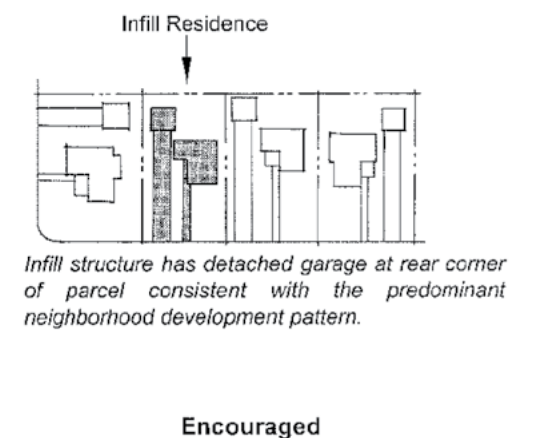 Infill Residence
Infill structure has detached garage at rear corner
of parcel consistent with the predominant
neighborhood development pattern.
Encouraged